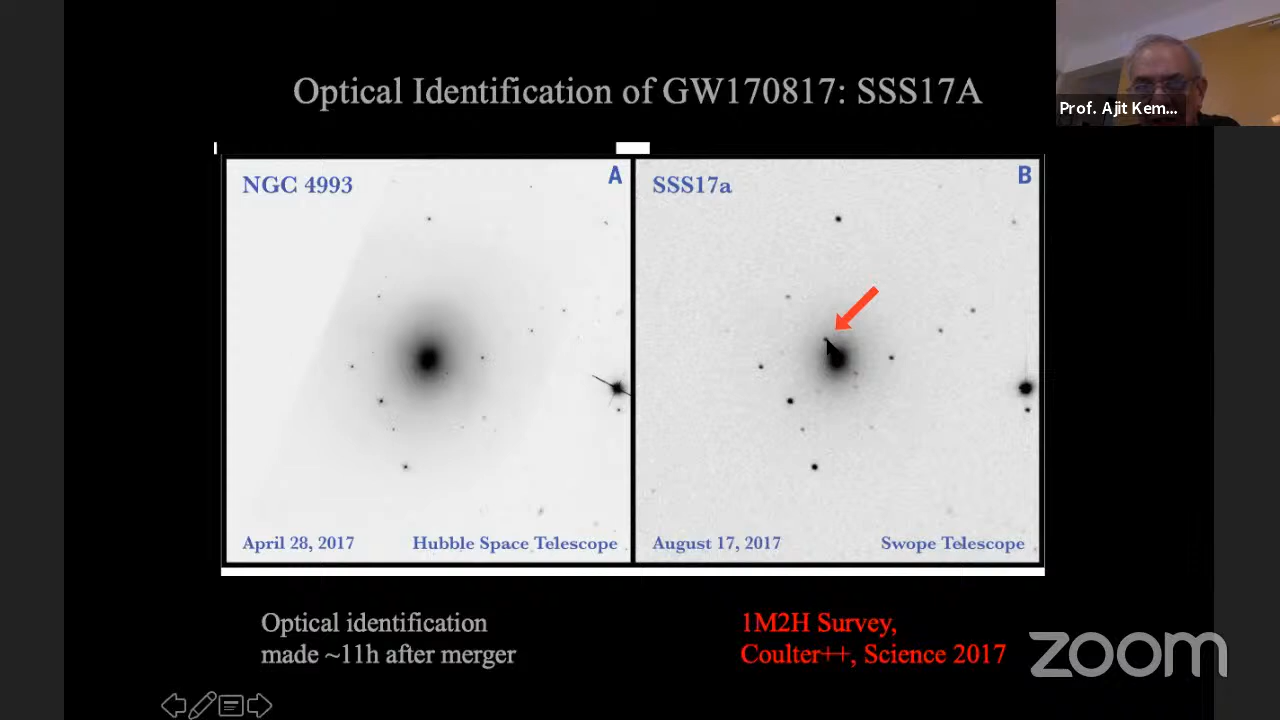 Optical Identification of GW170817: SSS17A
Prof. Ajit Kem...
NGC 4993
A
SSS17a
B
April 28, 2017
Hubble Space Telescope
August 17, 2017
Swope Telescope
Optical identification
made ~11h after merger
1M2H Survey,
Coulter++, Science 2017
zoom